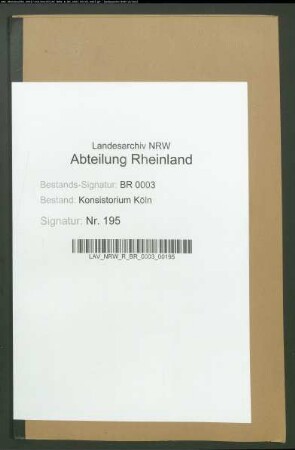 Landesarchiv NRW
Abteilung Rheinland
Bestands-Signatur: BR 0003
Bestand: Konsistorium Köln
Signatur: Nr. 195
LAV_NRW_R_BR_0003_00195